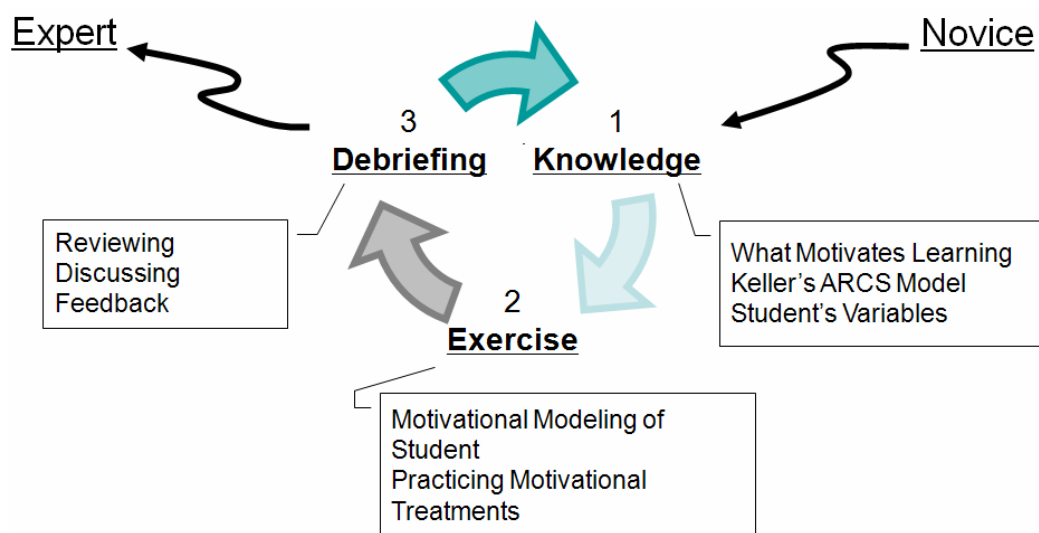 Expert
Novice
3
Debriefing
1
Knowledge
Reviewing
Discussing
Feedback
What Motivates Learning
Keller's ARCS Model
Student's Variables
2
Exercise
Motivational Modeling of
Student
Practicing Motivational
Treatments